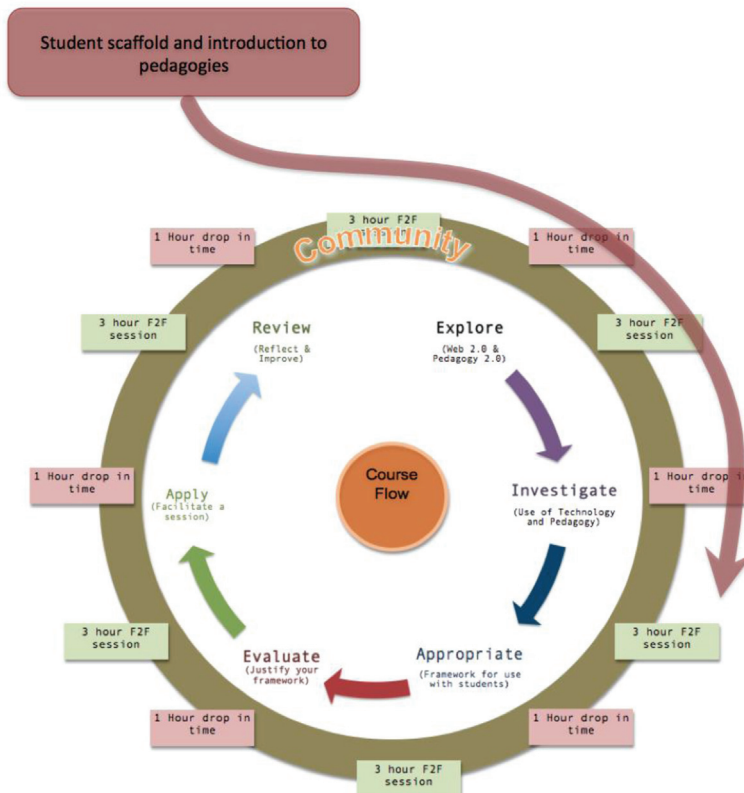 Student scaffold and introduction to
pedagogies
3 hour F2F
Community
1 Hour drop in
time
1 Hour drop in
time
3 hour F2F
session
3 hour F2F
session
Review
(Reflect &
Improve)
Explore
(Web 2.0 &
Pedagogy 2.0)
Course
Flow
1 Hour drop in
time
Apply
(Facilitate a
session)
Investigate
(Use of Technology
and Pedagogy)
1 Hour drop in
time
3 hour F2F
session
Evaluate
(Justify your
framework)
Appropriate
(Framework for use
with students)
3 hour F2F
session
1 Hour drop in
time
1 Hour drop in
time
3 hour F2F
session